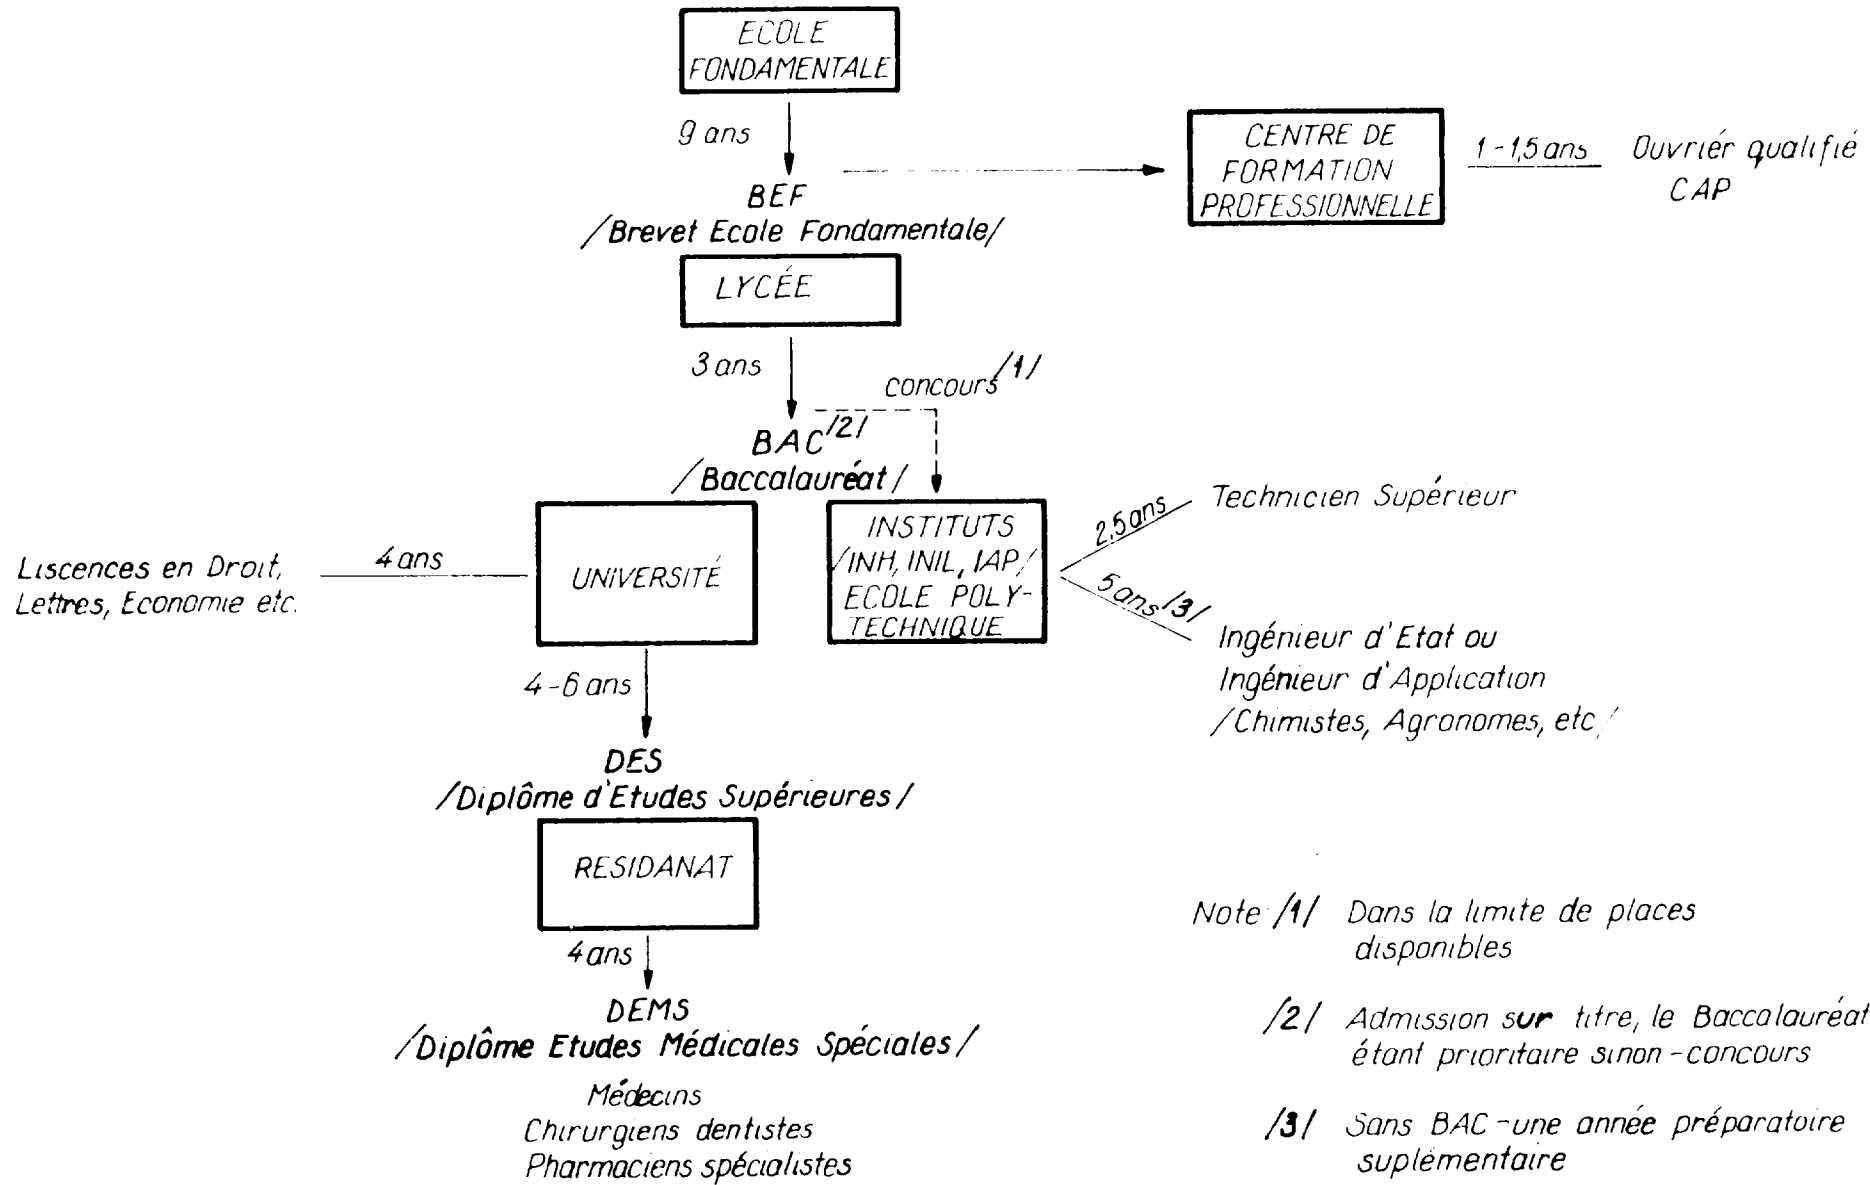 ECOLE
FONDAMENTALE
9 ans
BEF
/Brevet Ecole Fondamentale/
CENTRE DE
FORMATION
PROFESSIONNELLE
1-1,5 ans
Ouvriér qualifié
CAP
LYCÉE
3 ans
concours /1/
BAC /2/
/Baccalauréat/
UNIVERSITÉ
4 ans
Liscences en Droit,
Lettres, Economie etc.
INSTITUTS
/INH, INIL, IAP/
ECOLE POLY-
TECHNIQUE
2,5 ans
Technicien Supérieur
5 ans /3/
Ingénieur d'Etat ou
Ingénieur d'Application
/Chimistes, Agronomes, etc/
4-6 ans
DES
/Diplôme d'Etudes Supérieures/
RESIDANAT
4 ans
DEMS
/Diplôme Etudes Médicales Spéciales/
Médecins
Chirurgiens dentistes
Pharmaciens spécialistes
Note /1/ Dans la limite de places
disponibles
/2/ Admission sur titre, le Baccalauréat
étant prioritaire sinon-concours
/3/ Sans BAC-une année préparatoire
suplémentaire